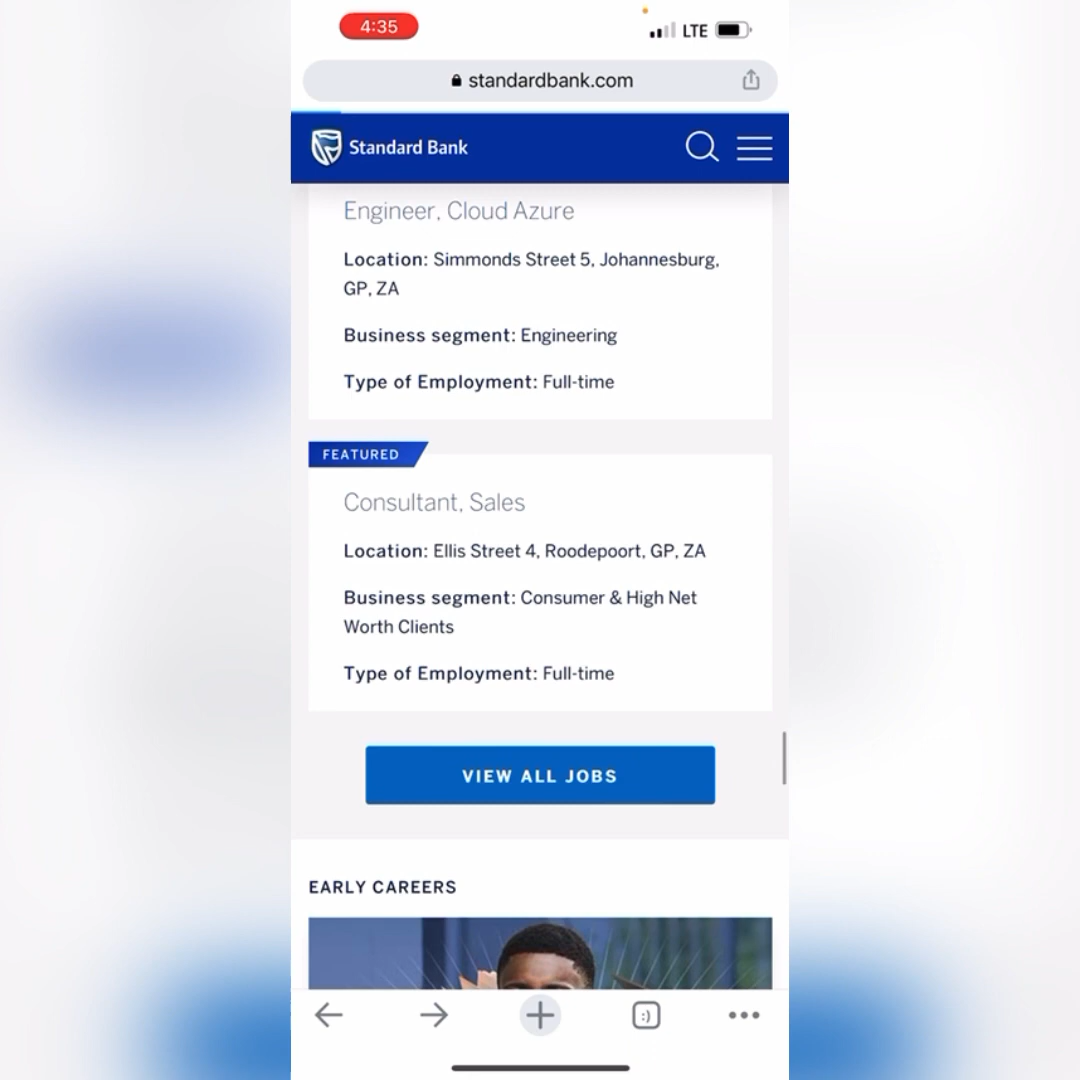 4:35
LTE
standardbank.com
Standard Bank
Engineer, Cloud Azure
Location: Simmonds Street 5, Johannesburg,
GP, ZA
Business segment: Engineering
Type of Employment: Full-time
FEATURED
Consultant, Sales
Location: Ellis Street 4, Roodepoort, GP, ZA
Business segment: Consumer & High Net
Worth Clients
Type of Employment: Full-time
VIEW ALL JOBS
EARLY CAREERS
:)